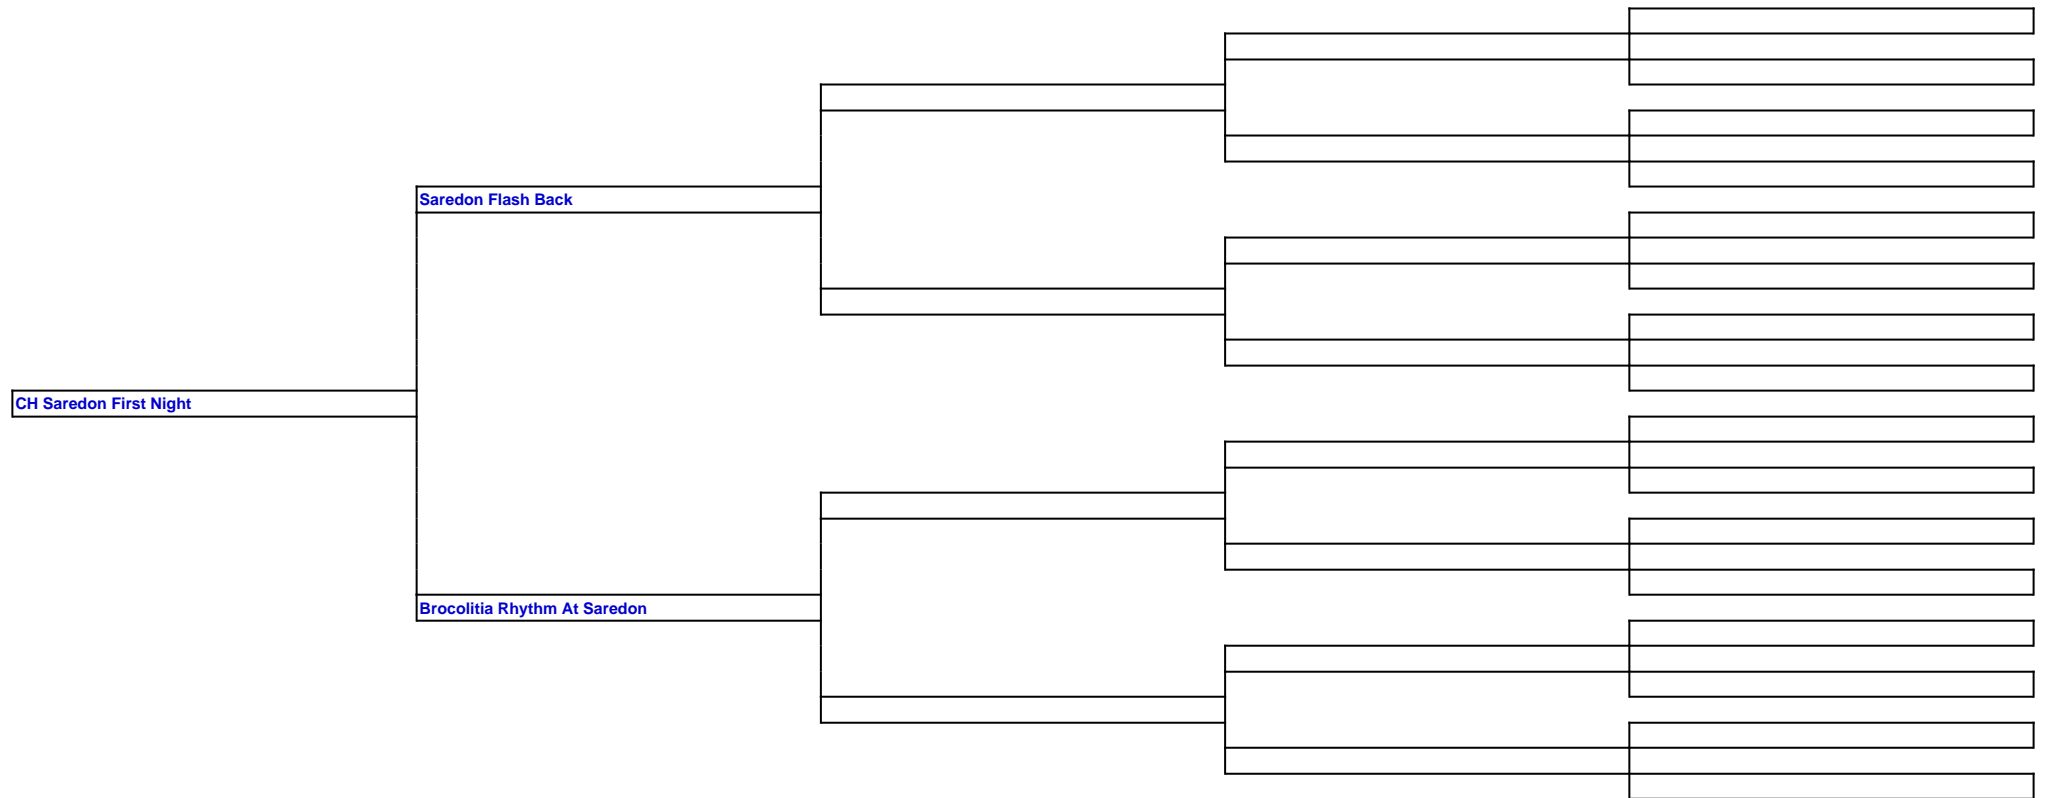 Saredon Flash Back
CH Saredon First Night
Brocolitia Rhythm At Saredon